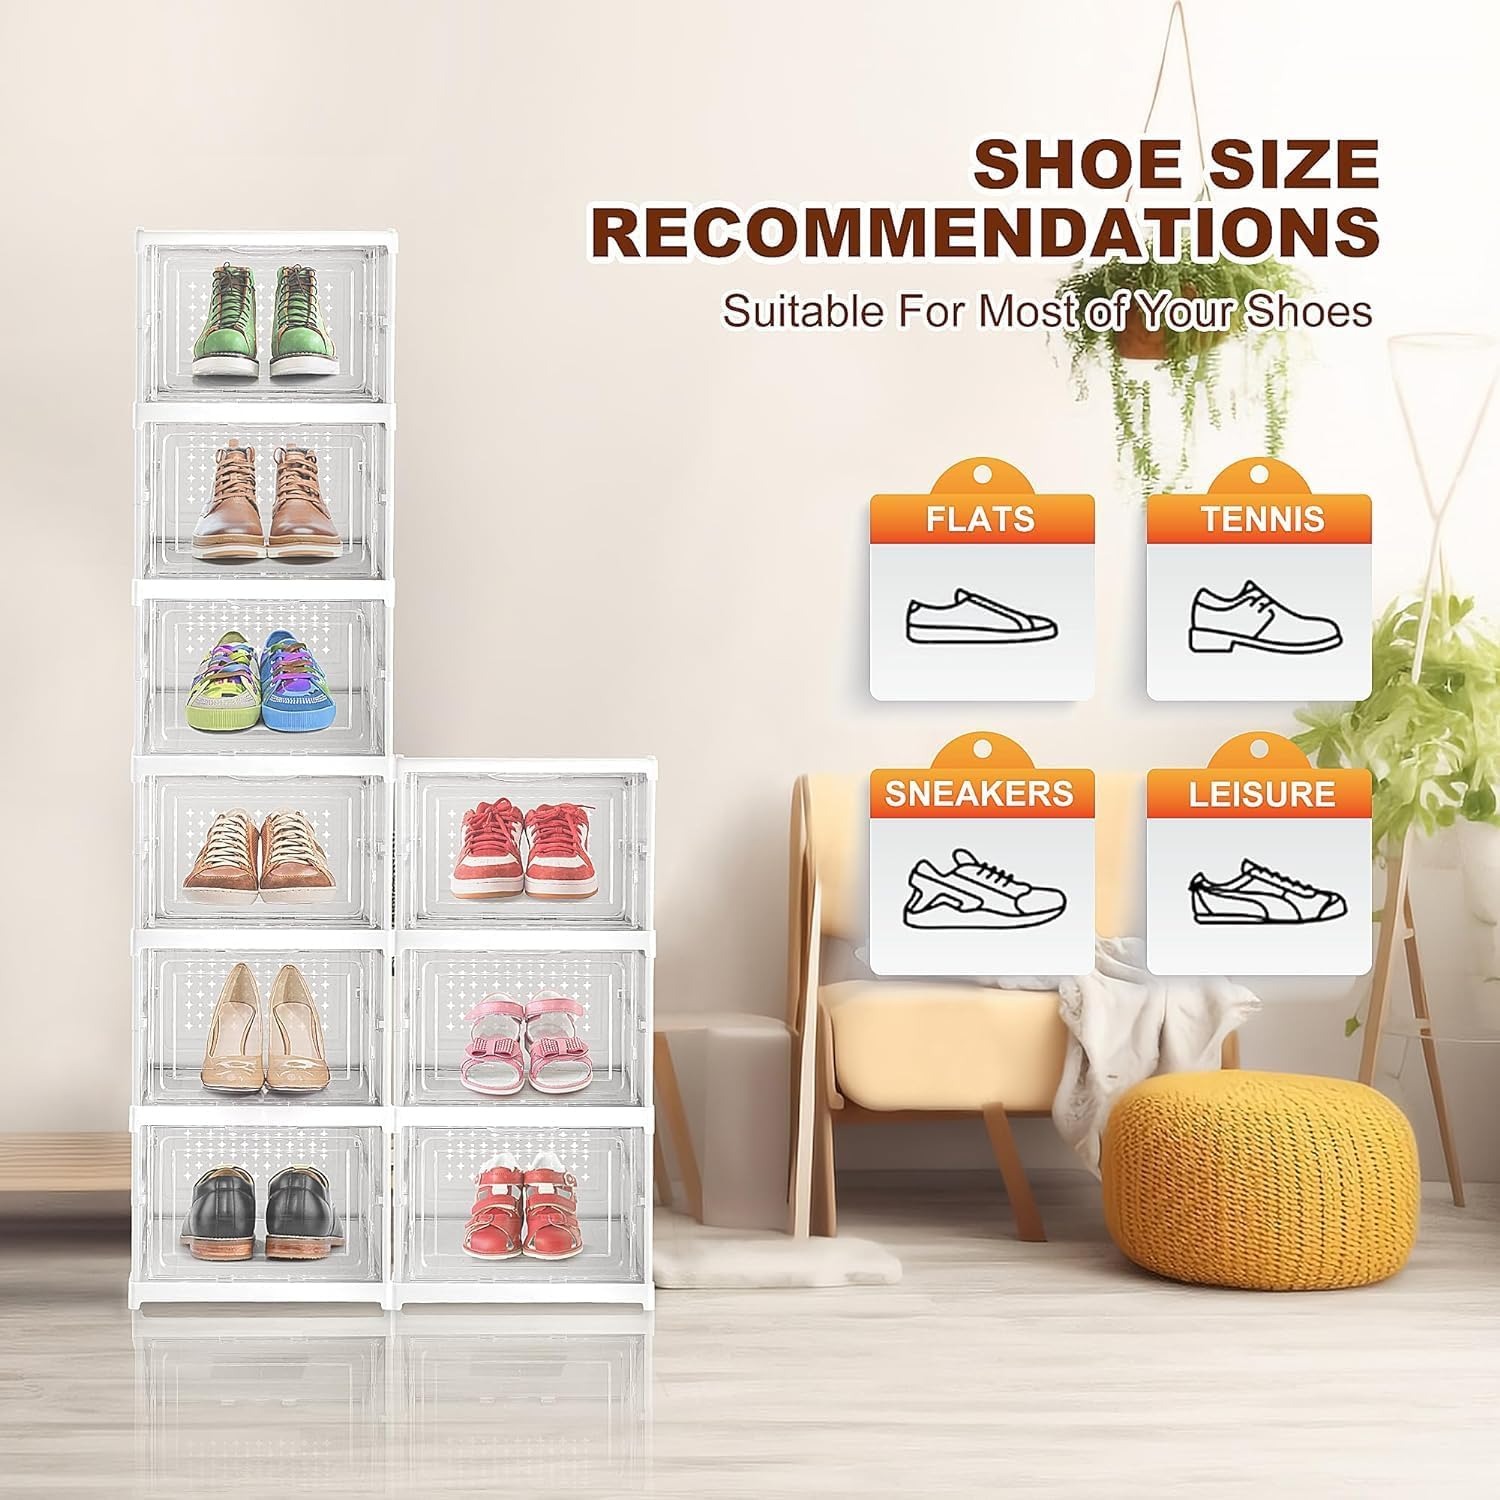 SHOE SIZE
RECOMMENDATIONS
Suitable For Most of Your Shoes
FLATS
TENNIS
SNEAKERS
LEISURE